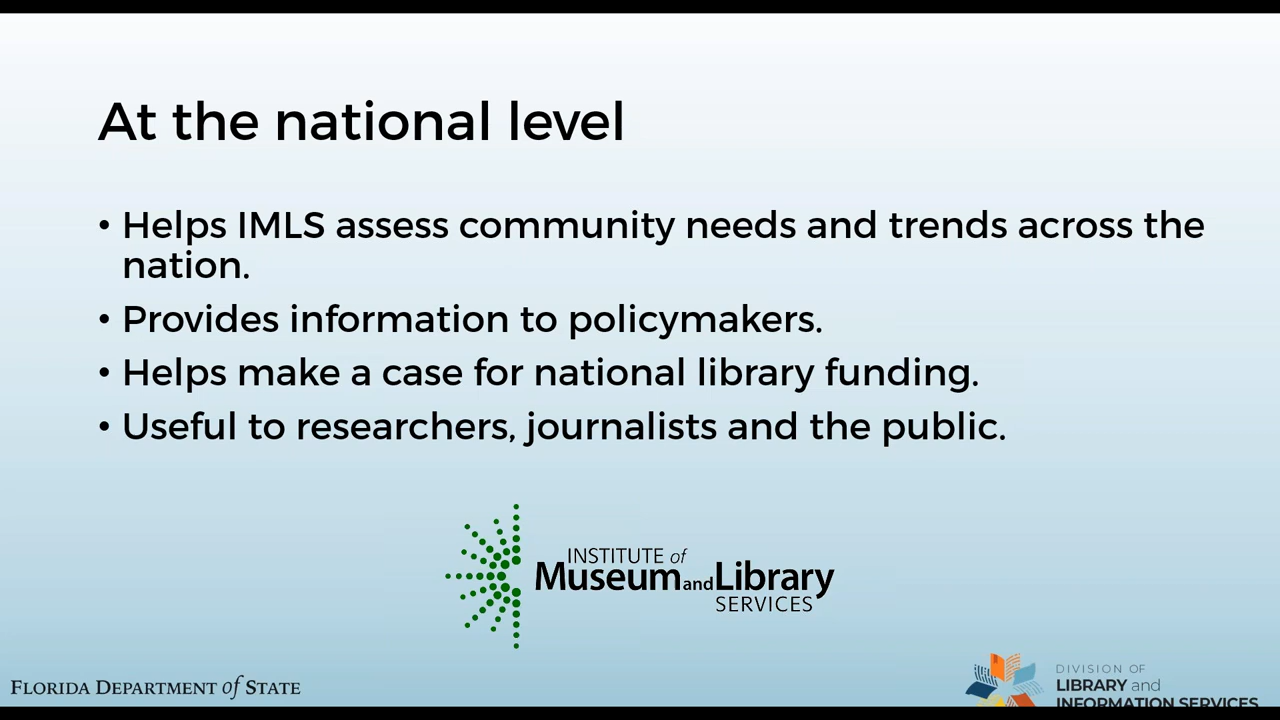 At the national level
• Helps IMLS assess community needs and trends across the
nation.
• Provides information to policymakers.
• Helps make a case for national library funding.
• Useful to researchers, journalists and the public.
INSTITUTE of
Museum and Library
SERVICES
FLORIDA DEPARTMENT of STATE
DIVISION OF
LIBRARY and
INFORMATION SERVICES